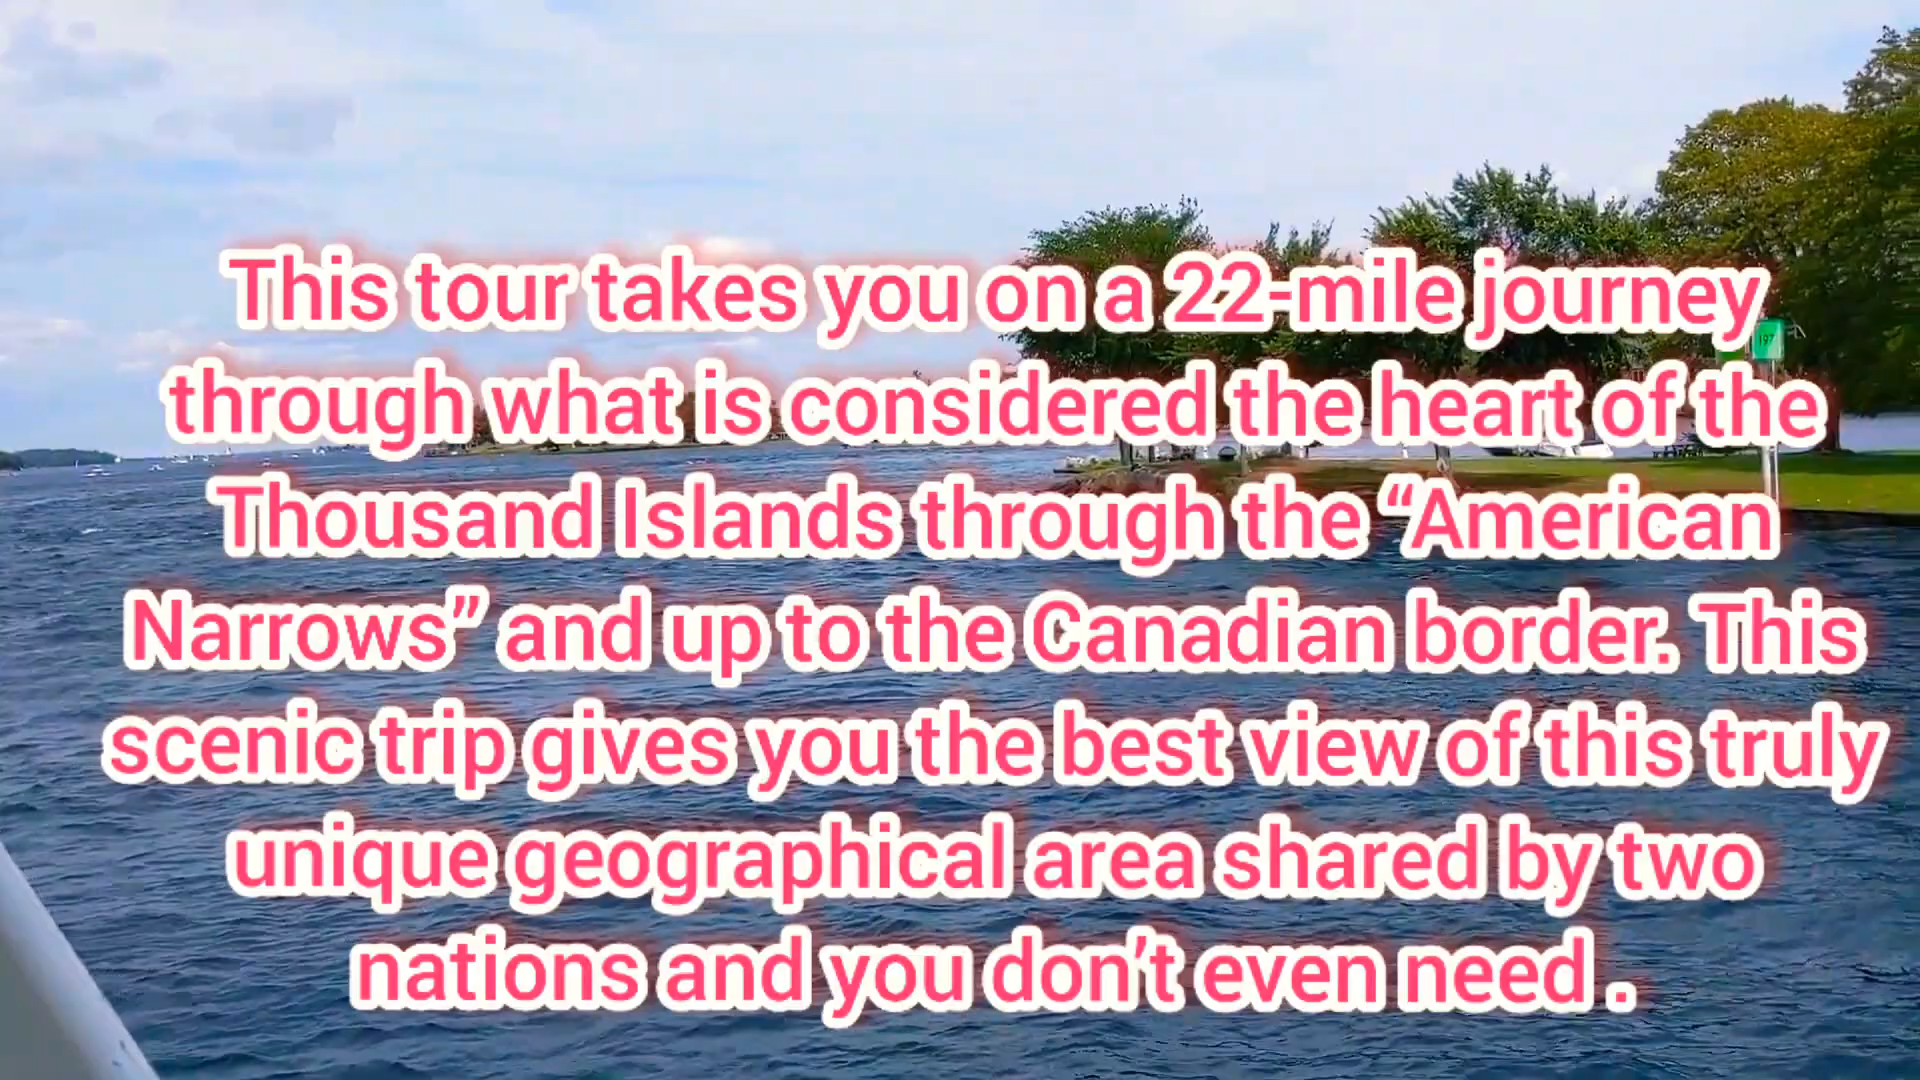 This tour takes you on a 22-mile journey
through what is considered the heart of the
Thousand Islands through the “American
Narrows” and up to the Canadian border. This
scenic trip gives you the best view of this truly
unique geographical area shared by two
nations and you don’t even need .
197